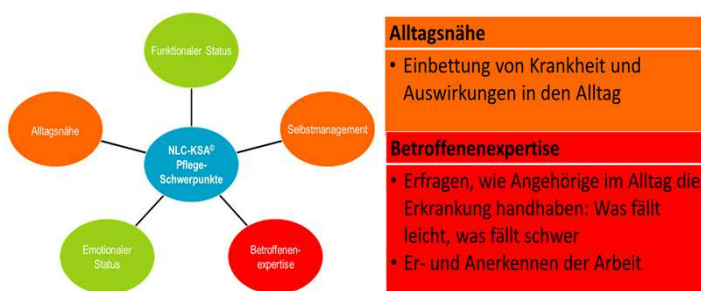 Funktionaler Status
Alltagsnähe
Selbstmanagement
NLC-KSA©
Pflege-
Schwerpunkte
Emotionaler
Status
Betroffenen-
expertise
Alltagsnähe
• Einbettung von Krankheit und
Auswirkungen in den Alltag
Betroffenenexpertise
• Erfragen, wie Angehörige im Alltag die
Erkrankung handhaben: Was fällt
leicht, was fällt schwer
• Er- und Anerkennen der Arbeit